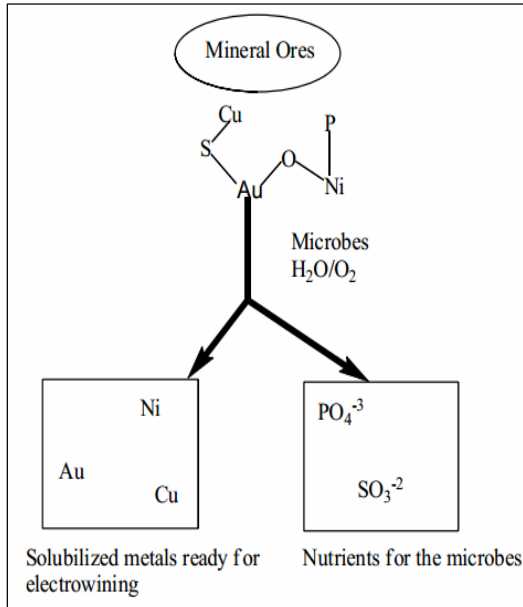 Mineral Ores
Cu
P
S
O
Au
Ni
Microbes
H₂O/O₂
Ni
Au
Cu
PO₄⁻³
SO₃⁻²
Solubilized metals ready for
electrowining
Nutrients for the microbes